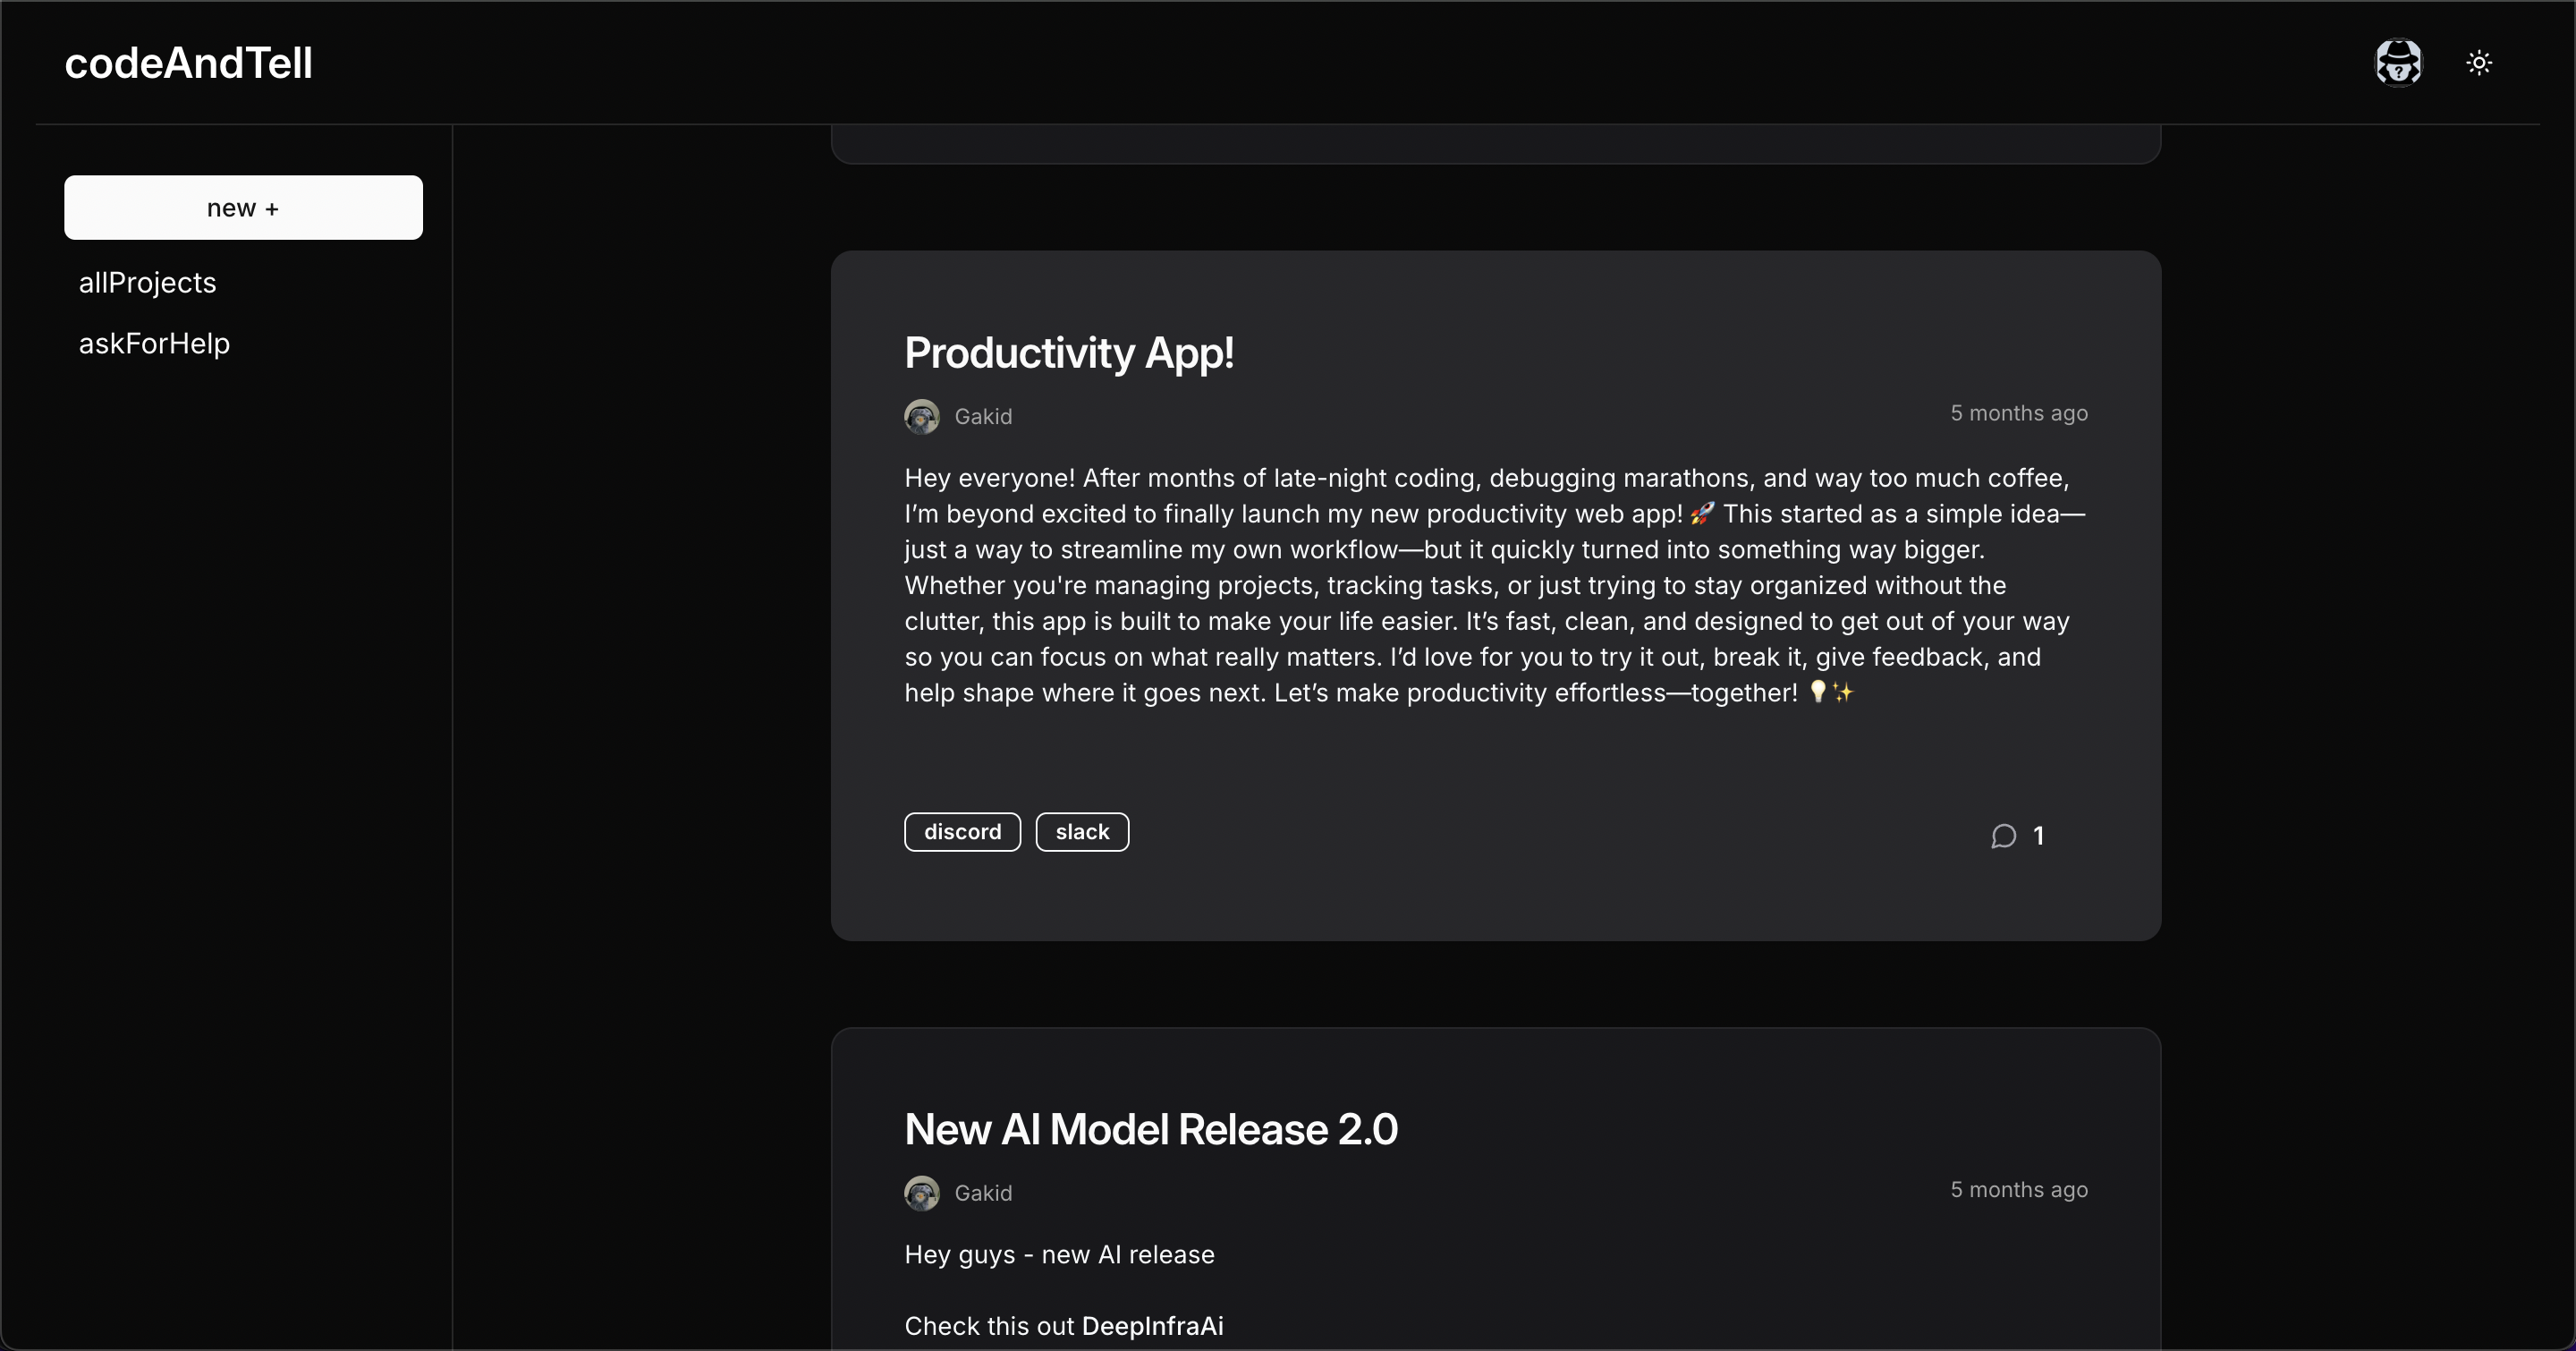 codeAndTell
new +
allProjects
askForHelp
Productivity App!
Gakid
5 months ago
Hey everyone! After months of late-night coding, debugging marathons, and way too much coffee,
I’m beyond excited to finally launch my new productivity web app! 🚀 This started as a simple idea—
just a way to streamline my own workflow—but it quickly turned into something way bigger.
Whether you're managing projects, tracking tasks, or just trying to stay organized without the
clutter, this app is built to make your life easier. It’s fast, clean, and designed to get out of your way
so you can focus on what really matters. I’d love for you to try it out, break it, give feedback, and
help shape where it goes next. Let’s make productivity effortless—together! 💡✨
discord slack
1
New AI Model Release 2.0
Gakid
5 months ago
Hey guys - new AI release
Check this out DeepInfraAi